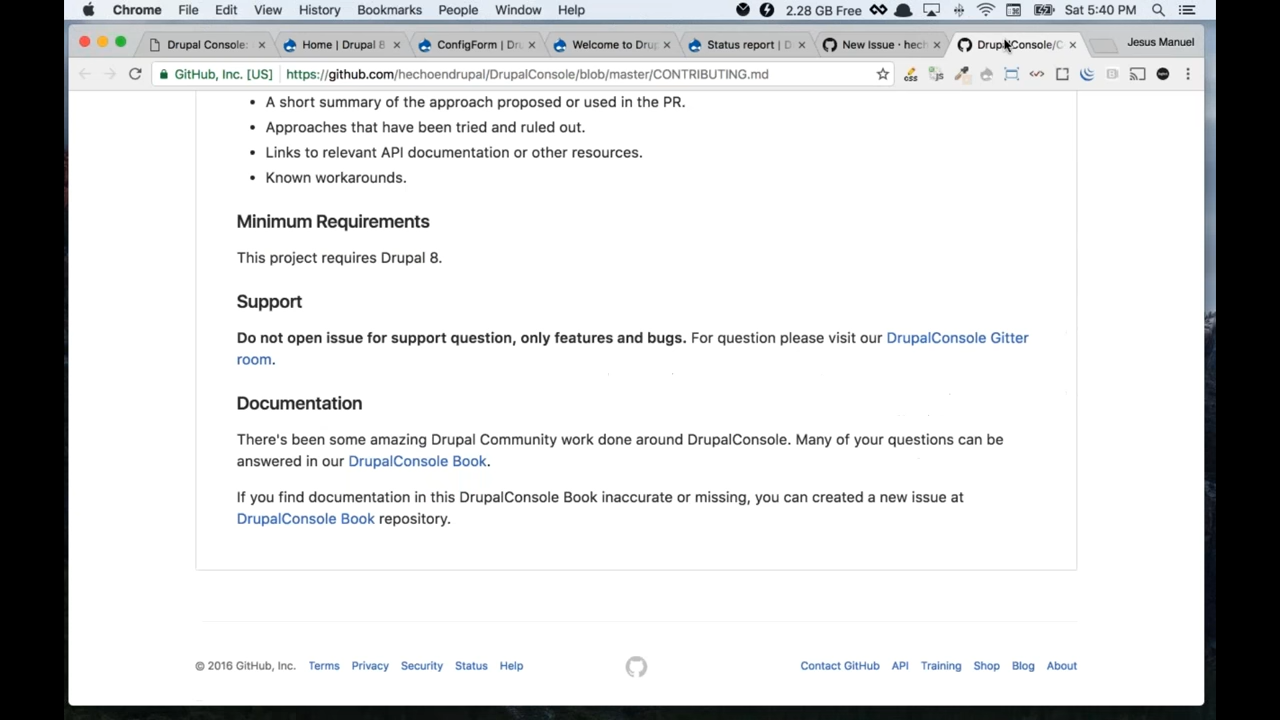 Chrome File Edit View History Bookmarks People Window Help 2.28 GB Free Sat 5:40 PM
Drupal Console: Home | Drupal 8 ConfigForm | Dru Welcome to Drup Status report | D New Issue · hech DrupalConsole/C Jesus Manuel
GitHub, Inc. [US] https://github.com/hechoendrupal/DrupalConsole/blob/master/CONTRIBUTING.md
• A short summary of the approach proposed or used in the PR.
• Approaches that have been tried and ruled out.
• Links to relevant API documentation or other resources.
• Known workarounds.
Minimum Requirements
This project requires Drupal 8.
Support
Do not open issue for support question, only features and bugs. For question please visit our DrupalConsole Gitter
room.
Documentation
There's been some amazing Drupal Community work done around DrupalConsole. Many of your questions can be
answered in our DrupalConsole Book.
If you find documentation in this DrupalConsole Book inaccurate or missing, you can created a new issue at
DrupalConsole Book repository.
© 2016 GitHub, Inc. Terms Privacy Security Status Help Contact GitHub API Training Shop Blog About